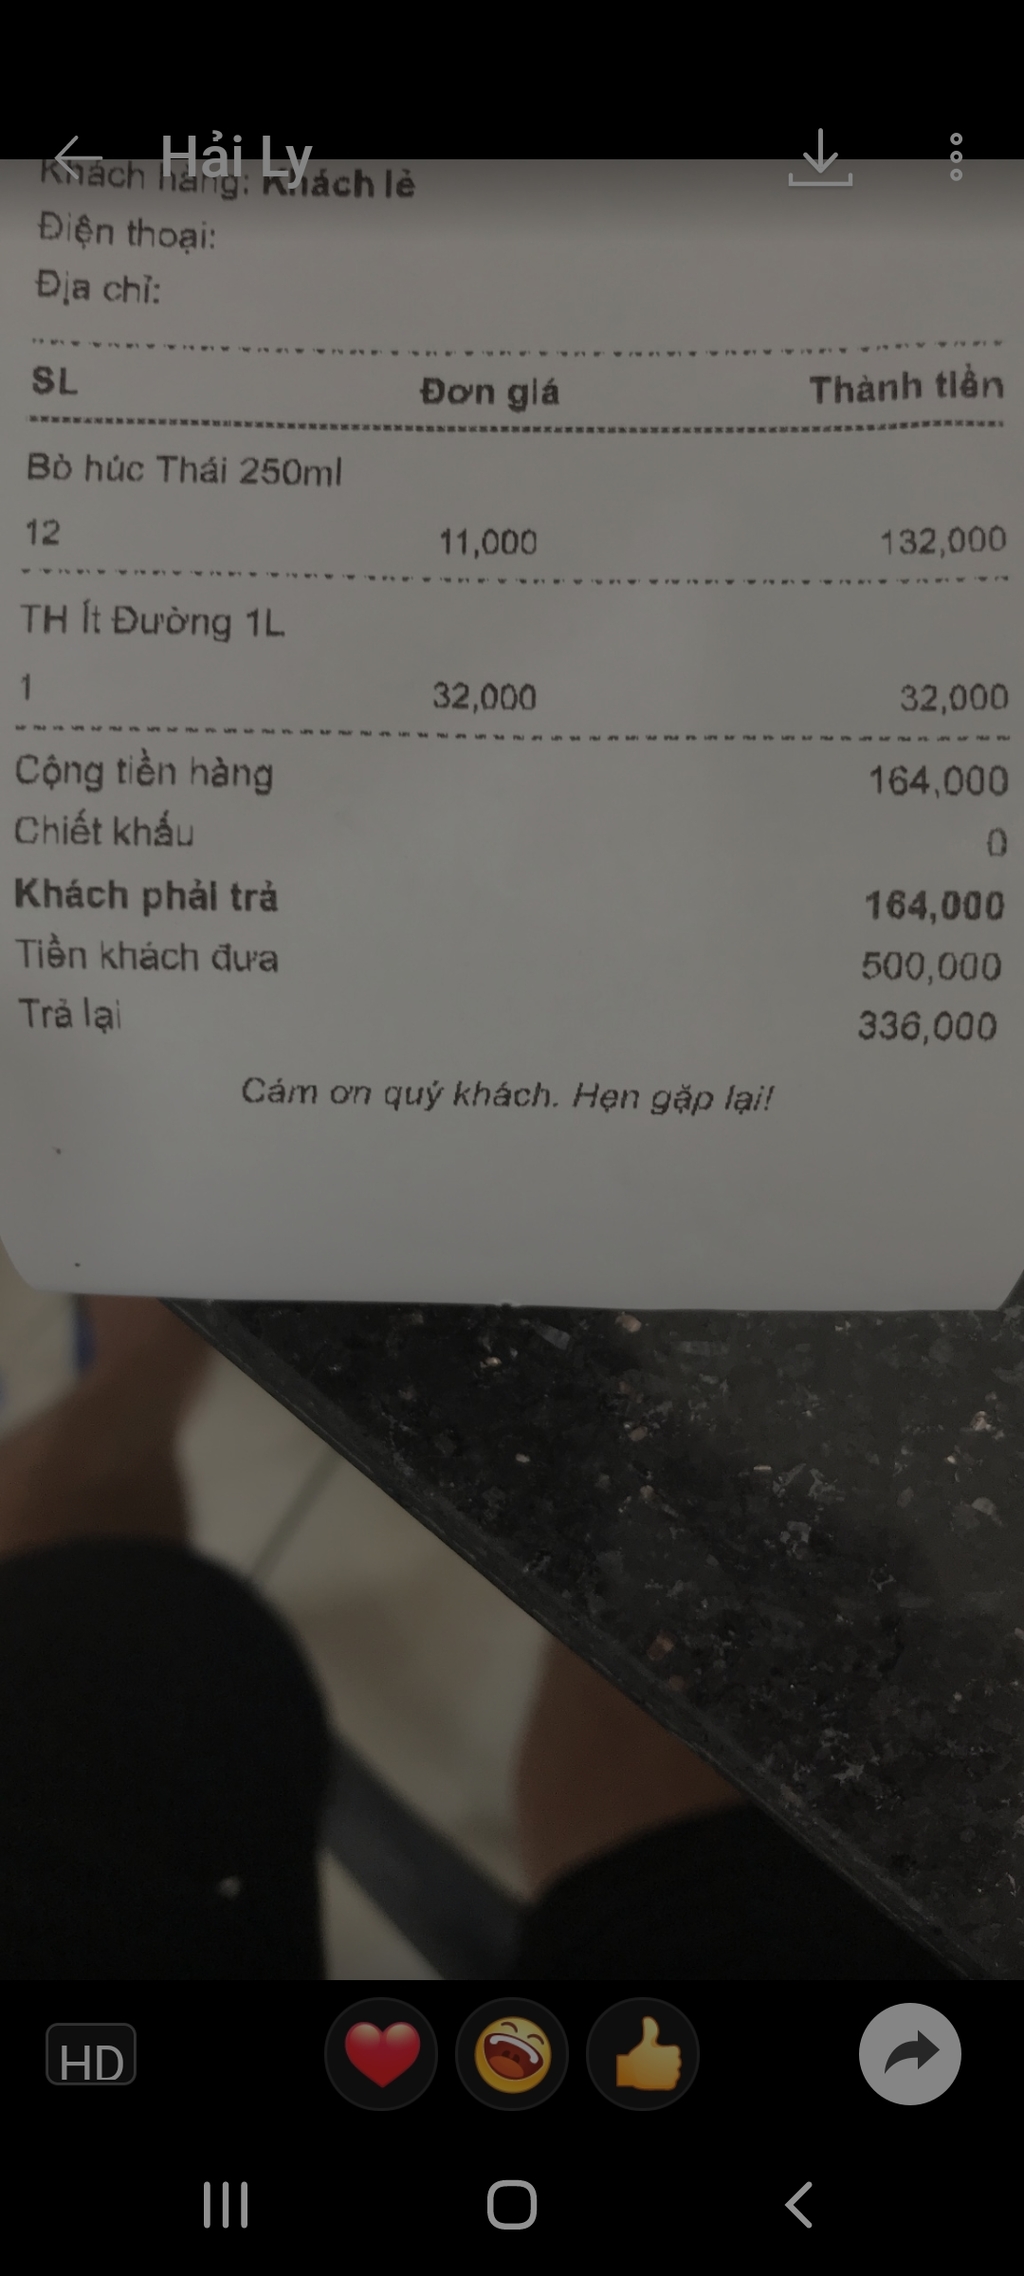 Hải Ly
Khách hàng: Khách lẻ
Điện thoại:
Địa chỉ:
SL Đơn giá Thành tiền
Bò húc Thái 250ml
12 11,000 132,000
TH Ít Đường 1L
1 32,000 32,000
Cộng tiền hàng 164,000
Chiết khấu 0
Khách phải trả 164,000
Tiền khách đưa 500,000
Trả lại 336,000
Cám ơn quý khách. Hẹn gặp lại!
HD